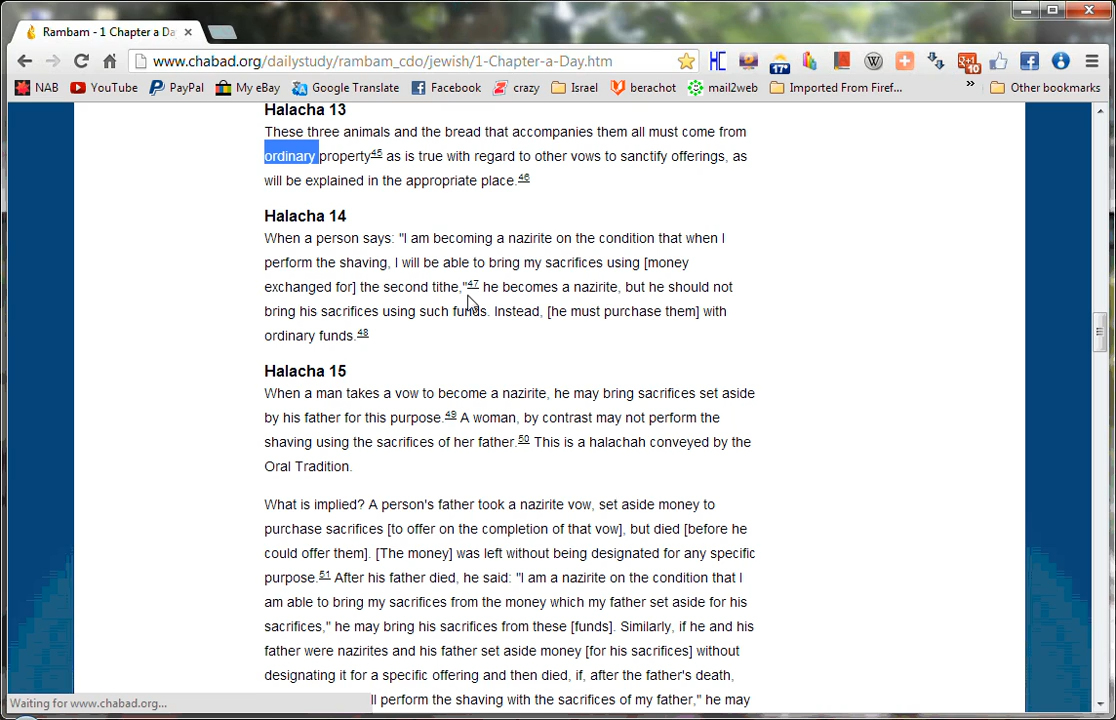 Rambam - 1 Chapter a Da
www.chabad.org/dailystudy/rambam_cdo/jewish/1-Chapter-a-Day.htm
NAB YouTube PayPal My eBay Google Translate Facebook crazy Israel berachot mail2web Imported From Firef... » Other bookmarks
Halacha 13
These three animals and the bread that accompanies them all must come from
ordinary property45 as is true with regard to other vows to sanctify offerings, as
will be explained in the appropriate place.46
Halacha 14
When a person says: "I am becoming a nazirite on the condition that when I
perform the shaving, I will be able to bring my sacrifices using [money
exchanged for] the second tithe,"47 he becomes a nazirite, but he should not
bring his sacrifices using such funds. Instead, [he must purchase them] with
ordinary funds.48
Halacha 15
When a man takes a vow to become a nazirite, he may bring sacrifices set aside
by his father for this purpose.49 A woman, by contrast may not perform the
shaving using the sacrifices of her father.50 This is a halachah conveyed by the
Oral Tradition.
What is implied? A person's father took a nazirite vow, set aside money to
purchase sacrifices [to offer on the completion of that vow], but died [before he
could offer them]. [The money] was left without being designated for any specific
purpose.51 After his father died, he said: "I am a nazirite on the condition that I
am able to bring my sacrifices from the money which my father set aside for his
sacrifices," he may bring his sacrifices from these [funds]. Similarly, if he and his
father were nazirites and his father set aside money [for his sacrifices] without
designating it for a specific offering and then died, if, after the father's death,
ll perform the shaving with the sacrifices of my father," he may
Waiting for www.chabad.org...